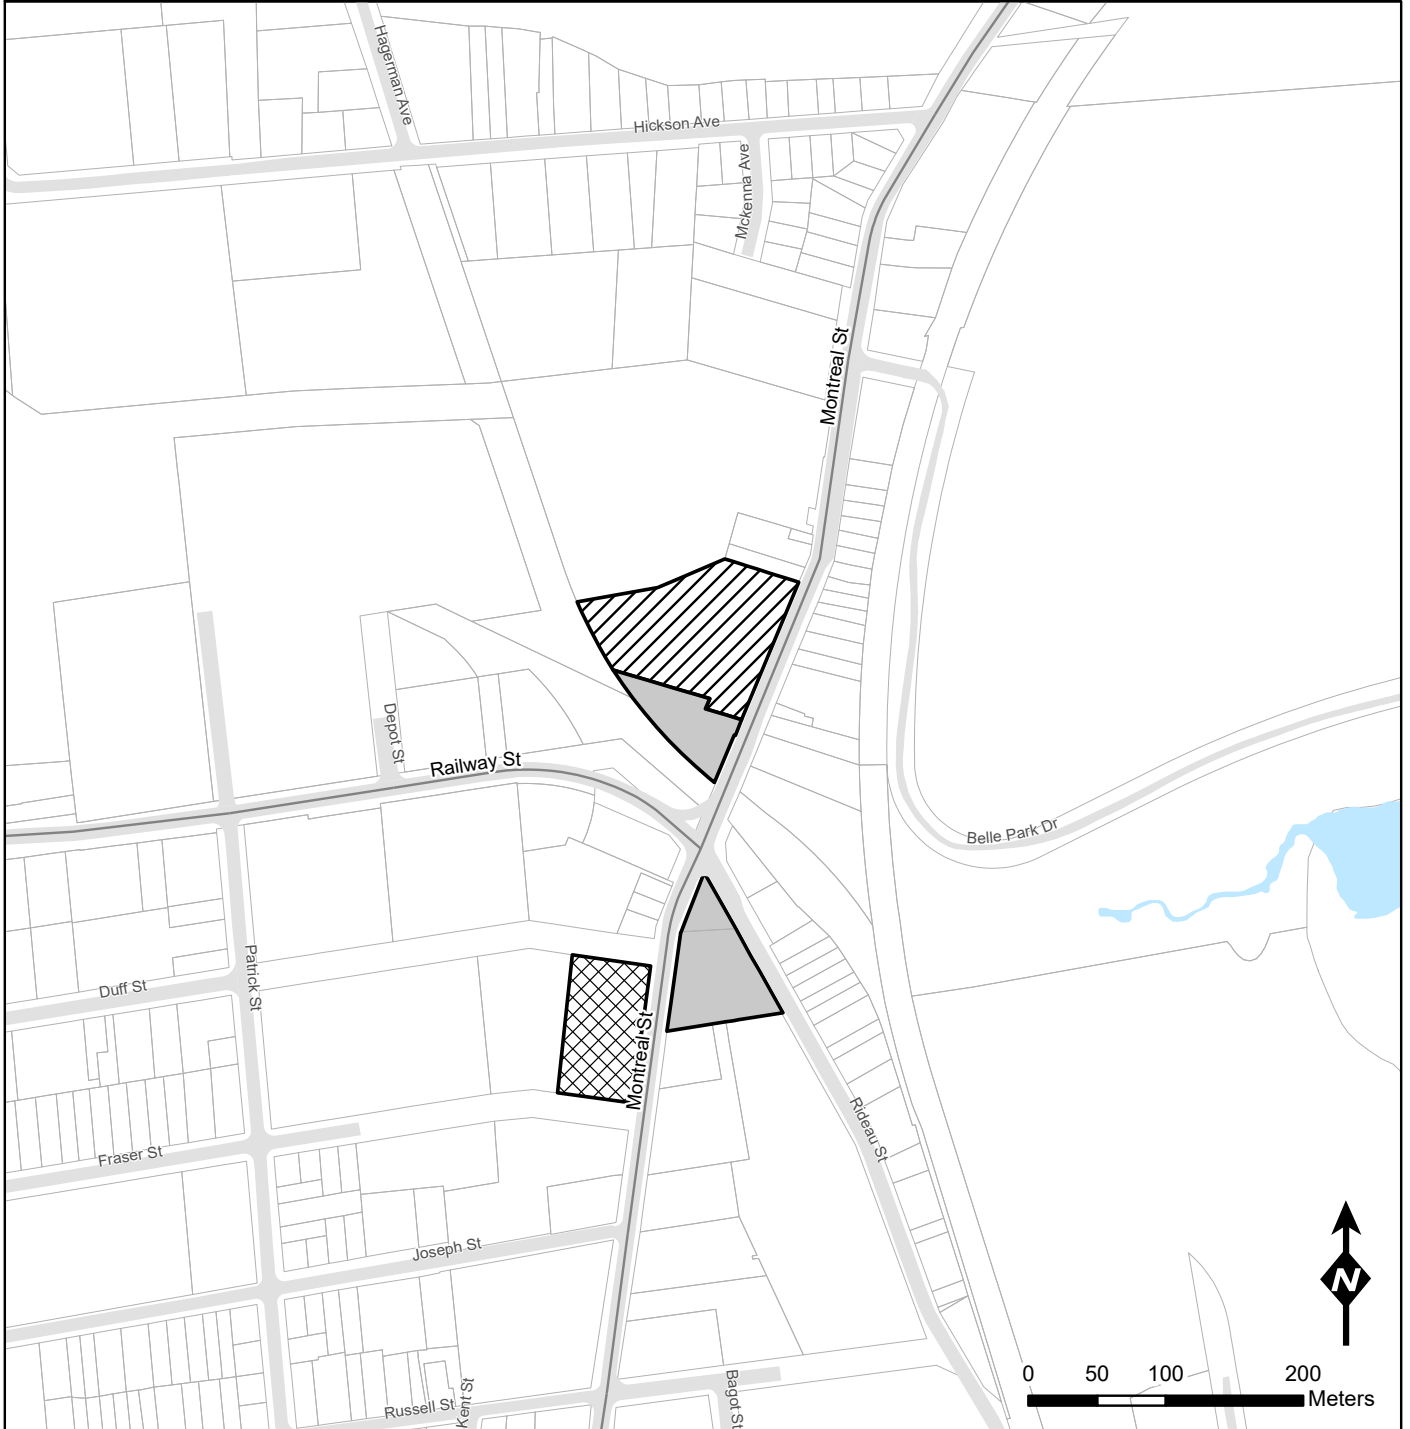 Hagerman Ave
Hickson Ave
Mckenna Ave
Montreal St
Depot St
Railway St
Belle Park Dr
Duff St
Patrick St
Montreal St
Rideau St
Fraser St
Joseph St
Russell St
Kent St
Bagot St
N
0 50 100 200
Meters